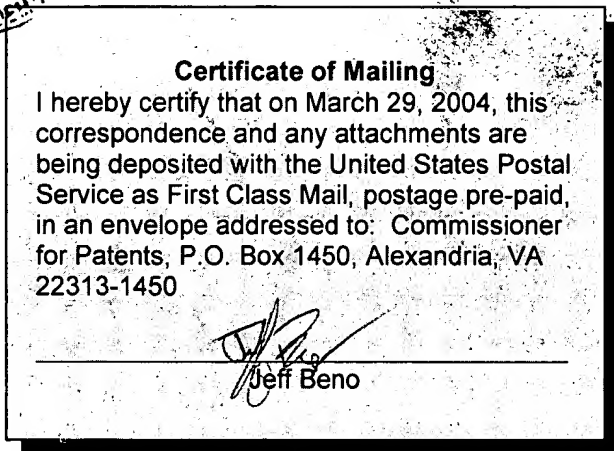 Certificate of Mailing
I hereby certify that on March 29, 2004, this
correspondence and any attachments are
being deposited with the United States Postal
Service as First Class Mail, postage pre-paid,
in an envelope addressed to: Commissioner
for Patents, P.O. Box 1450, Alexandria, VA
22313-1450
Jeff Beno